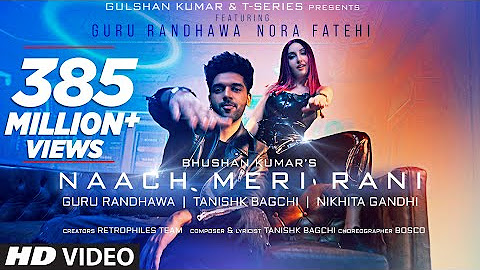 GULSHAN KUMAR & T-SERIES PRESENTS
FEATURING
GURU RANDHAWA NORA FATEHI
385
MILLION+
VIEWS
BHUSHAN KUMAR'S
NAACH MERI RANI
GURU RANDHAWA | TANISHK BAGCHI | NIKHITA GANDHI
CREATORS RETROPHILES TEAM COMPOSER & LYRICIST TANISHK BAGCHI CHOREOGRAPHER BOSCO
HD VIDEO